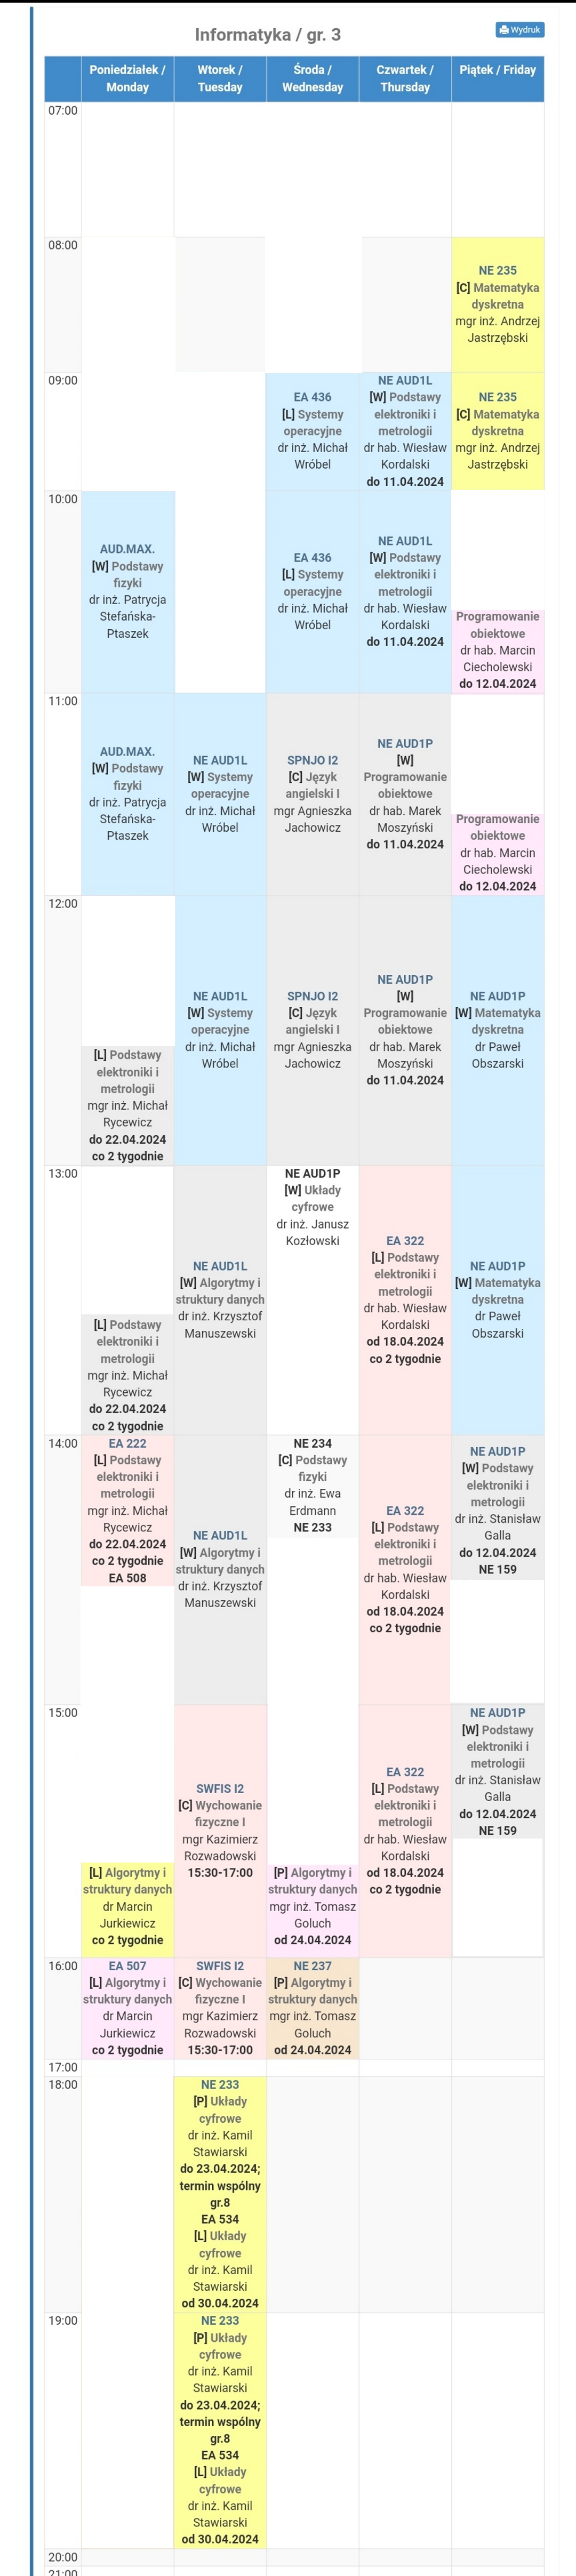 Informatyka / gr. 3
Wydruk
Poniedziałek /
Monday
Wtorek /
Tuesday
Środa /
Wednesday
Czwartek /
Thursday
Piątek / Friday
07:00
08:00
NE 235
[C] Matematyka
dyskretna
mgr inż. Andrzej
Jastrzębski
09:00
EA 436
[L] Systemy
operacyjne
dr inż. Michał
Wróbel
NE AUD1L
[W] Podstawy
elektroniki i
metrologii
dr hab. Wiesław
Kordalski
do 11.04.2024
NE 235
[C] Matematyka
dyskretna
mgr inż. Andrzej
Jastrzębski
10:00
AUD.MAX.
[W] Podstawy
fizyki
dr inż. Patrycja
Stefańska-
Ptaszek
EA 436
[L] Systemy
operacyjne
dr inż. Michał
Wróbel
NE AUD1L
[W] Podstawy
elektroniki i
metrologii
dr hab. Wiesław
Kordalski
do 11.04.2024
Programowanie
obiektowe
dr hab. Marcin
Ciecholewski
do 12.04.2024
11:00
AUD.MAX.
[W] Podstawy
fizyki
dr inż. Patrycja
Stefańska-
Ptaszek
NE AUD1L
[W] Systemy
operacyjne
dr inż. Michał
Wróbel
SPNJO I2
[C] Język
angielski I
mgr Agnieszka
Jachowicz
NE AUD1P
[W]
Programowanie
obiektowe
dr hab. Marek
Moszyński
do 11.04.2024
Programowanie
obiektowe
dr hab. Marcin
Ciecholewski
do 12.04.2024
12:00
[L] Podstawy
elektroniki i
metrologii
mgr inż. Michał
Rycewicz
do 22.04.2024
co 2 tygodnie
NE AUD1L
[W] Systemy
operacyjne
dr inż. Michał
Wróbel
SPNJO I2
[C] Język
angielski I
mgr Agnieszka
Jachowicz
NE AUD1P
[W]
Programowanie
obiektowe
dr hab. Marek
Moszyński
do 11.04.2024
NE AUD1P
[W] Matematyka
dyskretna
dr Paweł
Obszarski
13:00
[L] Podstawy
elektroniki i
metrologii
mgr inż. Michał
Rycewicz
do 22.04.2024
co 2 tygodnie
NE AUD1L
[W] Algorytmy i
struktury danych
dr inż. Krzysztof
Manuszewski
NE AUD1P
[W] Układy
cyfrowe
dr inż. Janusz
Kozłowski
EA 322
[L] Podstawy
elektroniki i
metrologii
dr hab. Wiesław
Kordalski
od 18.04.2024
co 2 tygodnie
NE AUD1P
[W] Matematyka
dyskretna
dr Paweł
Obszarski
14:00
EA 222
[L] Podstawy
elektroniki i
metrologii
mgr inż. Michał
Rycewicz
do 22.04.2024
co 2 tygodnie
EA 508
NE AUD1L
[W] Algorytmy i
struktury danych
dr inż. Krzysztof
Manuszewski
NE 234
[C] Podstawy
fizyki
dr inż. Ewa
Erdmann
NE 233
EA 322
[L] Podstawy
elektroniki i
metrologii
dr hab. Wiesław
Kordalski
od 18.04.2024
co 2 tygodnie
NE AUD1P
[W] Podstawy
elektroniki i
metrologii
dr inż. Stanisław
Galla
do 12.04.2024
NE 159
15:00
[L] Algorytmy i
struktury danych
dr Marcin
Jurkiewicz
co 2 tygodnie
SWFIS I2
[C] Wychowanie
fizyczne I
mgr Kazimierz
Rozwadowski
15:30-17:00
[P] Algorytmy i
struktury danych
mgr inż. Tomasz
Goluch
od 24.04.2024
EA 322
[L] Podstawy
elektroniki i
metrologii
dr hab. Wiesław
Kordalski
od 18.04.2024
co 2 tygodnie
NE AUD1P
[W] Podstawy
elektroniki i
metrologii
dr inż. Stanisław
Galla
do 12.04.2024
NE 159
16:00
EA 507
[L] Algorytmy i
struktury danych
dr Marcin
Jurkiewicz
co 2 tygodnie
SWFIS I2
[C] Wychowanie
fizyczne I
mgr Kazimierz
Rozwadowski
15:30-17:00
NE 237
[P] Algorytmy i
struktury danych
mgr inż. Tomasz
Goluch
od 24.04.2024
17:00
18:00
NE 233
[P] Układy
cyfrowe
dr inż. Kamil
Stawiarski
do 23.04.2024;
termin wspólny
gr.8
EA 534
[L] Układy
cyfrowe
dr inż. Kamil
Stawiarski
od 30.04.2024
19:00
NE 233
[P] Układy
cyfrowe
dr inż. Kamil
Stawiarski
do 23.04.2024;
termin wspólny
gr.8
EA 534
[L] Układy
cyfrowe
dr inż. Kamil
Stawiarski
od 30.04.2024
20:00
21:00